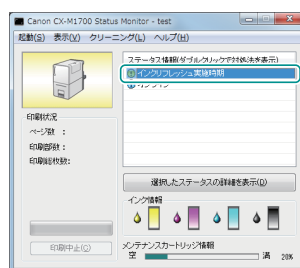 Canon CX-M1700 Status Monitor - test
起動(S) 表示(V) クリーニング(L) ヘルプ(H)
ステータス情報(ダブルクリックで対処法を表示)
インクリフレッシュ実施時期
オンライン
印刷状況
ページ数 :
印刷部数 :
印刷総枚数:
選択したステータスの詳細を表示(D)
インク情報
印刷中止(C)
メンテナンスカートリッジ情報
空 満 20%